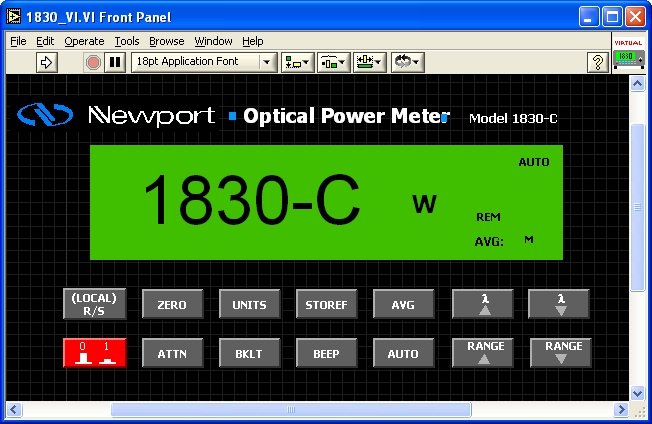 1830_VI.VI Front Panel
File Edit Operate Tools Browse Window Help
18pt Application Font
?
VIRTUAL
1830
Newport Optical Power Meter Model 1830-C
AUTO
1830-C W
REM
AVG: M
(LOCAL) R/S ZERO UNITS STOREF AVG λ λ
0 1 ATTN BKLT BEEP AUTO RANGE RANGE